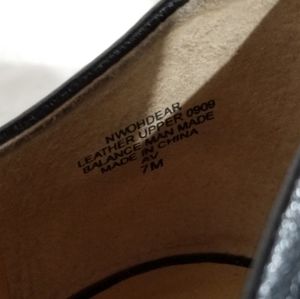 NWOHDEAR
LEATHER UPPER 0909
BALANCE MAN MADE
MADE IN CHINA
AV
7M